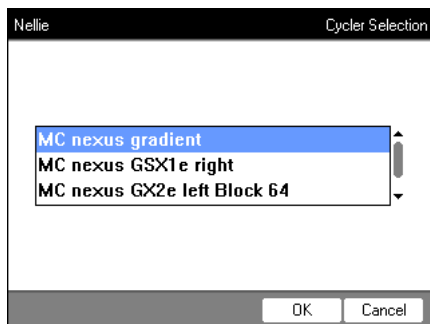 Nellie Cycler Selection
MC nexus gradient
MC nexus GSX1e right
MC nexus GX2e left Block 64
OK Cancel